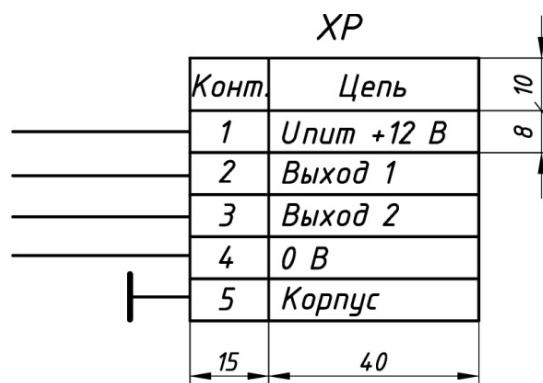 XP
Конт. Цепь 10
1 Uпит +12 В 8
2 Выход 1
3 Выход 2
4 0 В
5 Корпус
15 40